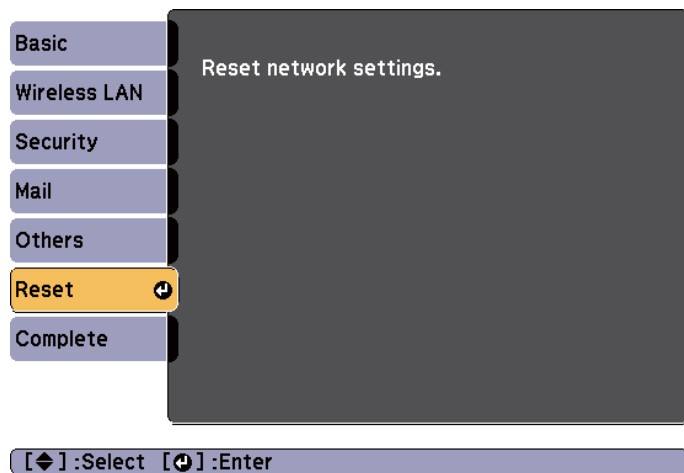 Basic
Reset network settings.
Wireless LAN
Security
Mail
Others
Reset
Complete
[◆] :Select [⏎] :Enter